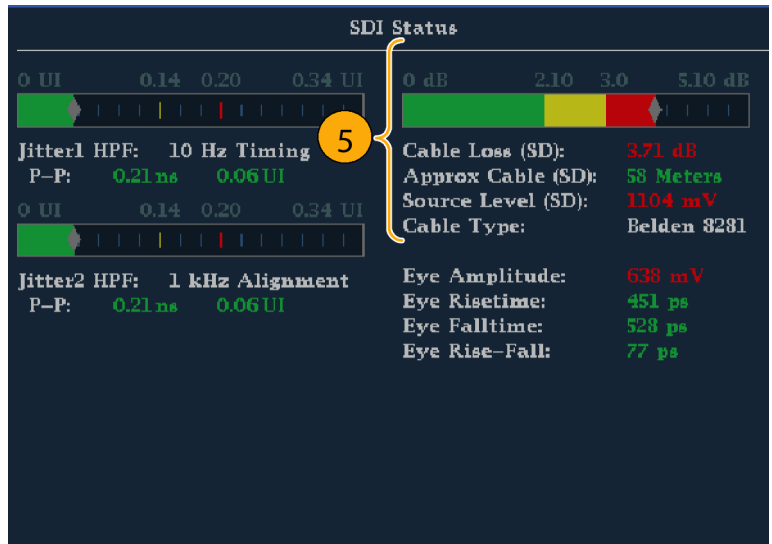 SDI Status
0 UI 0.14 0.20 0.34 UI
Jitter1 HPF: 10 Hz Timing
P-P: 0.21 ns 0.06 UI
0 UI 0.14 0.20 0.34 UI
Jitter2 HPF: 1 kHz Alignment
P-P: 0.21 ns 0.06 UI
5
0 dB 2.10 3.0 5.10 dB
Cable Loss (SD): 3.71 dB
Approx Cable (SD): 58 Meters
Source Level (SD): 1104 mV
Cable Type: Belden 8281
Eye Amplitude: 638 mV
Eye Risetime: 451 ps
Eye Falltime: 528 ps
Eye Rise-Fall: 77 ps